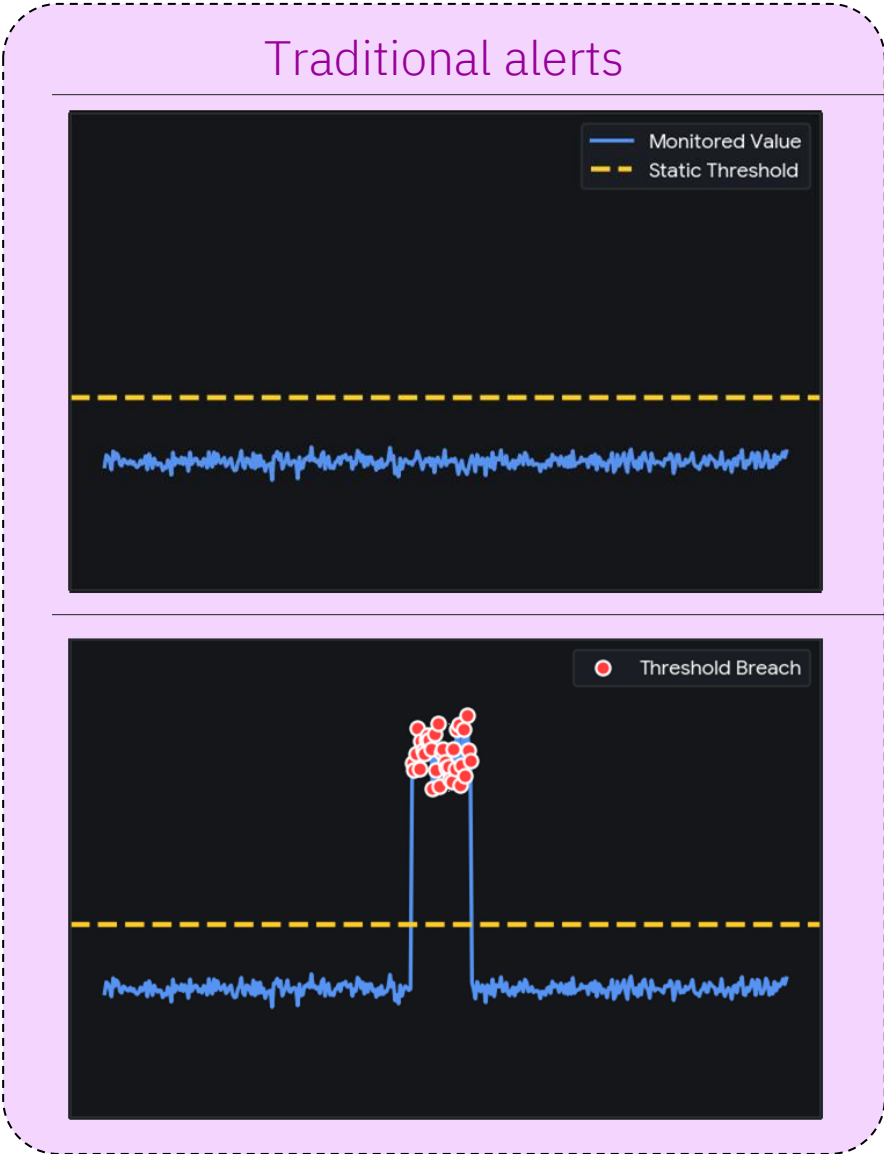 Traditional alerts
Monitored Value
Static Threshold
Threshold Breach